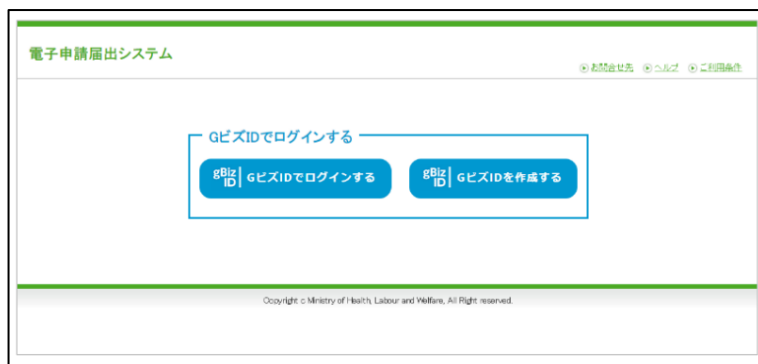 電子申請届出システム
お問合せ先 ヘルプ ご利用条件
GビズIDでログインする
gBiz ID GビズIDでログインする gBiz ID GビズIDを作成する
Copyright c Ministry of Health, Labour and Welfare, All Right reserved.